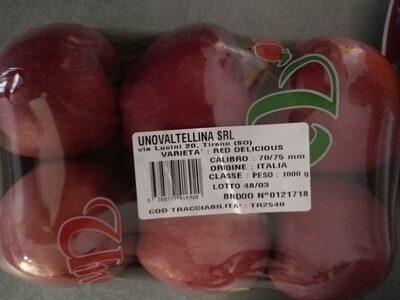 UNOVALTELLINA SRL
via Lucini 20, Tirano (SO)
VARIETA' : RED DELICIOUS
CALIBRO : 70/75 mm
ORIGINE : ITALIA
CLASSE : PESO : 1000 g
LOTTO 48/03
BNDOO N°0121718
COD TRACCIABILITA' : TR2540